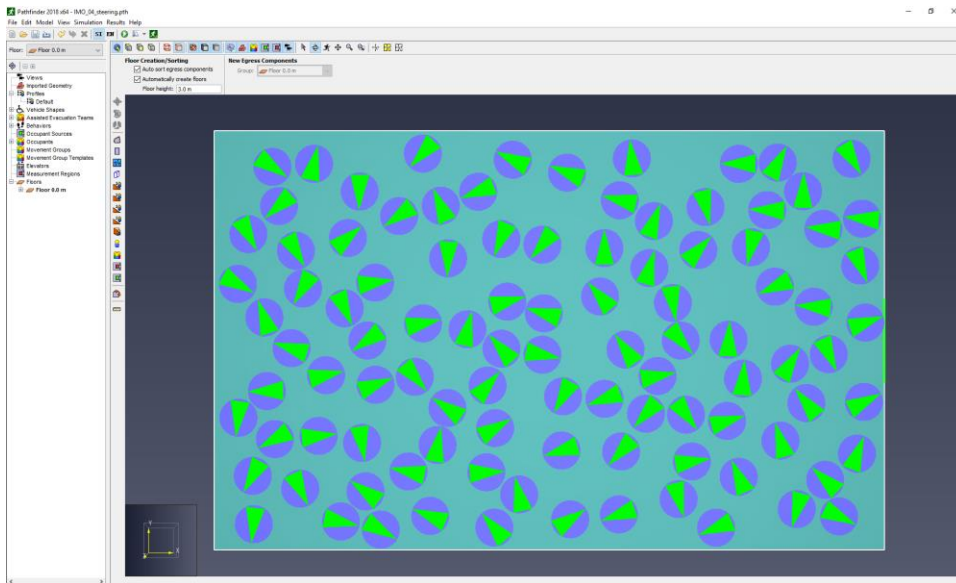 Pathfinder 2018 x64 - IMO_04_steering.pth
File Edit Model View Simulation Results Help
Floor: Floor 0.0 m
Floor Creation/Sorting
Auto sort egress components
Automatically create floors
Floor height: 3.0 m
New Egress Components
Group: Floor 0.0 m
Views
Imported Geometry
Profiles
Default
Vehicle Shapes
Assisted Evacuation Teams
Behaviors
Occupant Sources
Occupants
Movement Groups
Movement Group Templates
Elevators
Measurement Regions
Floors
Floor 0.0 m
Y
X